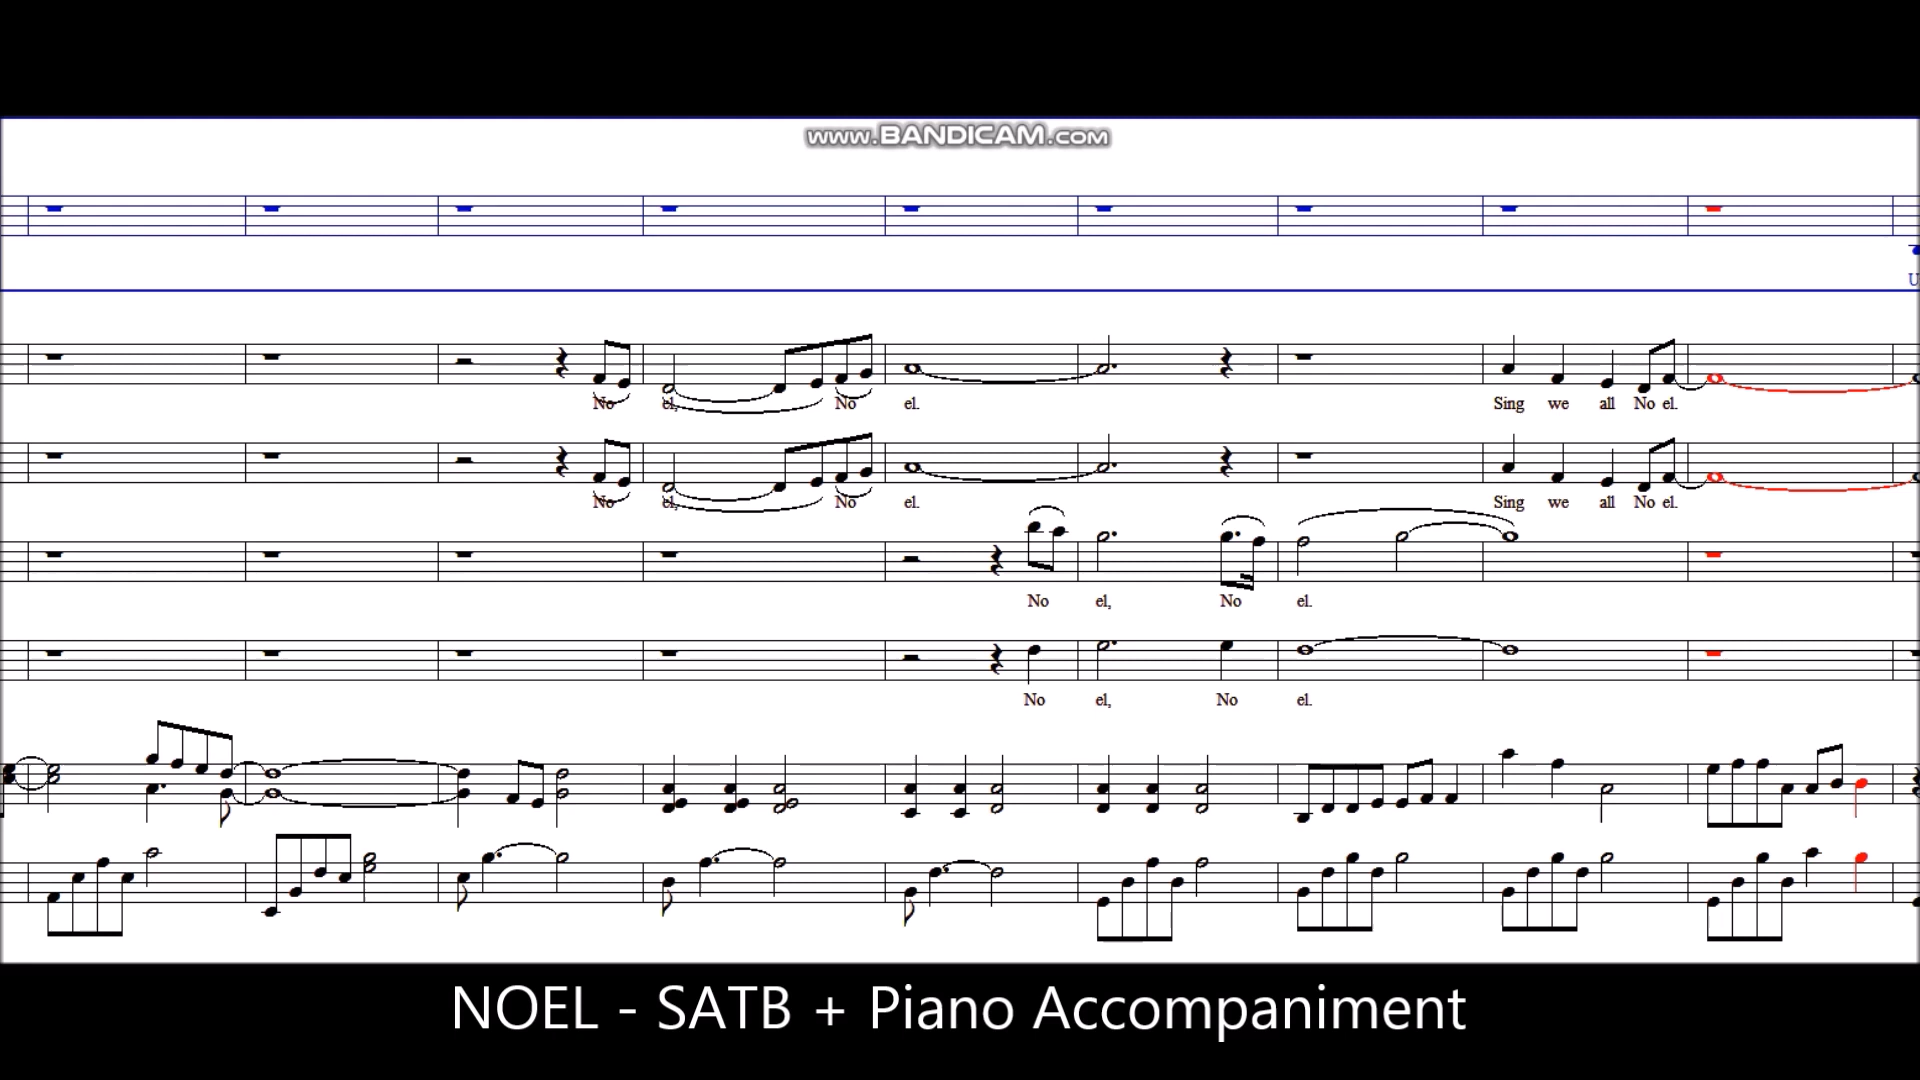 www.BANDICAM.com
U
No el, No el. Sing we all No el.
No el, No el. Sing we all No el.
No el, No el.
No el, No el.
NOEL - SATB + Piano Accompaniment